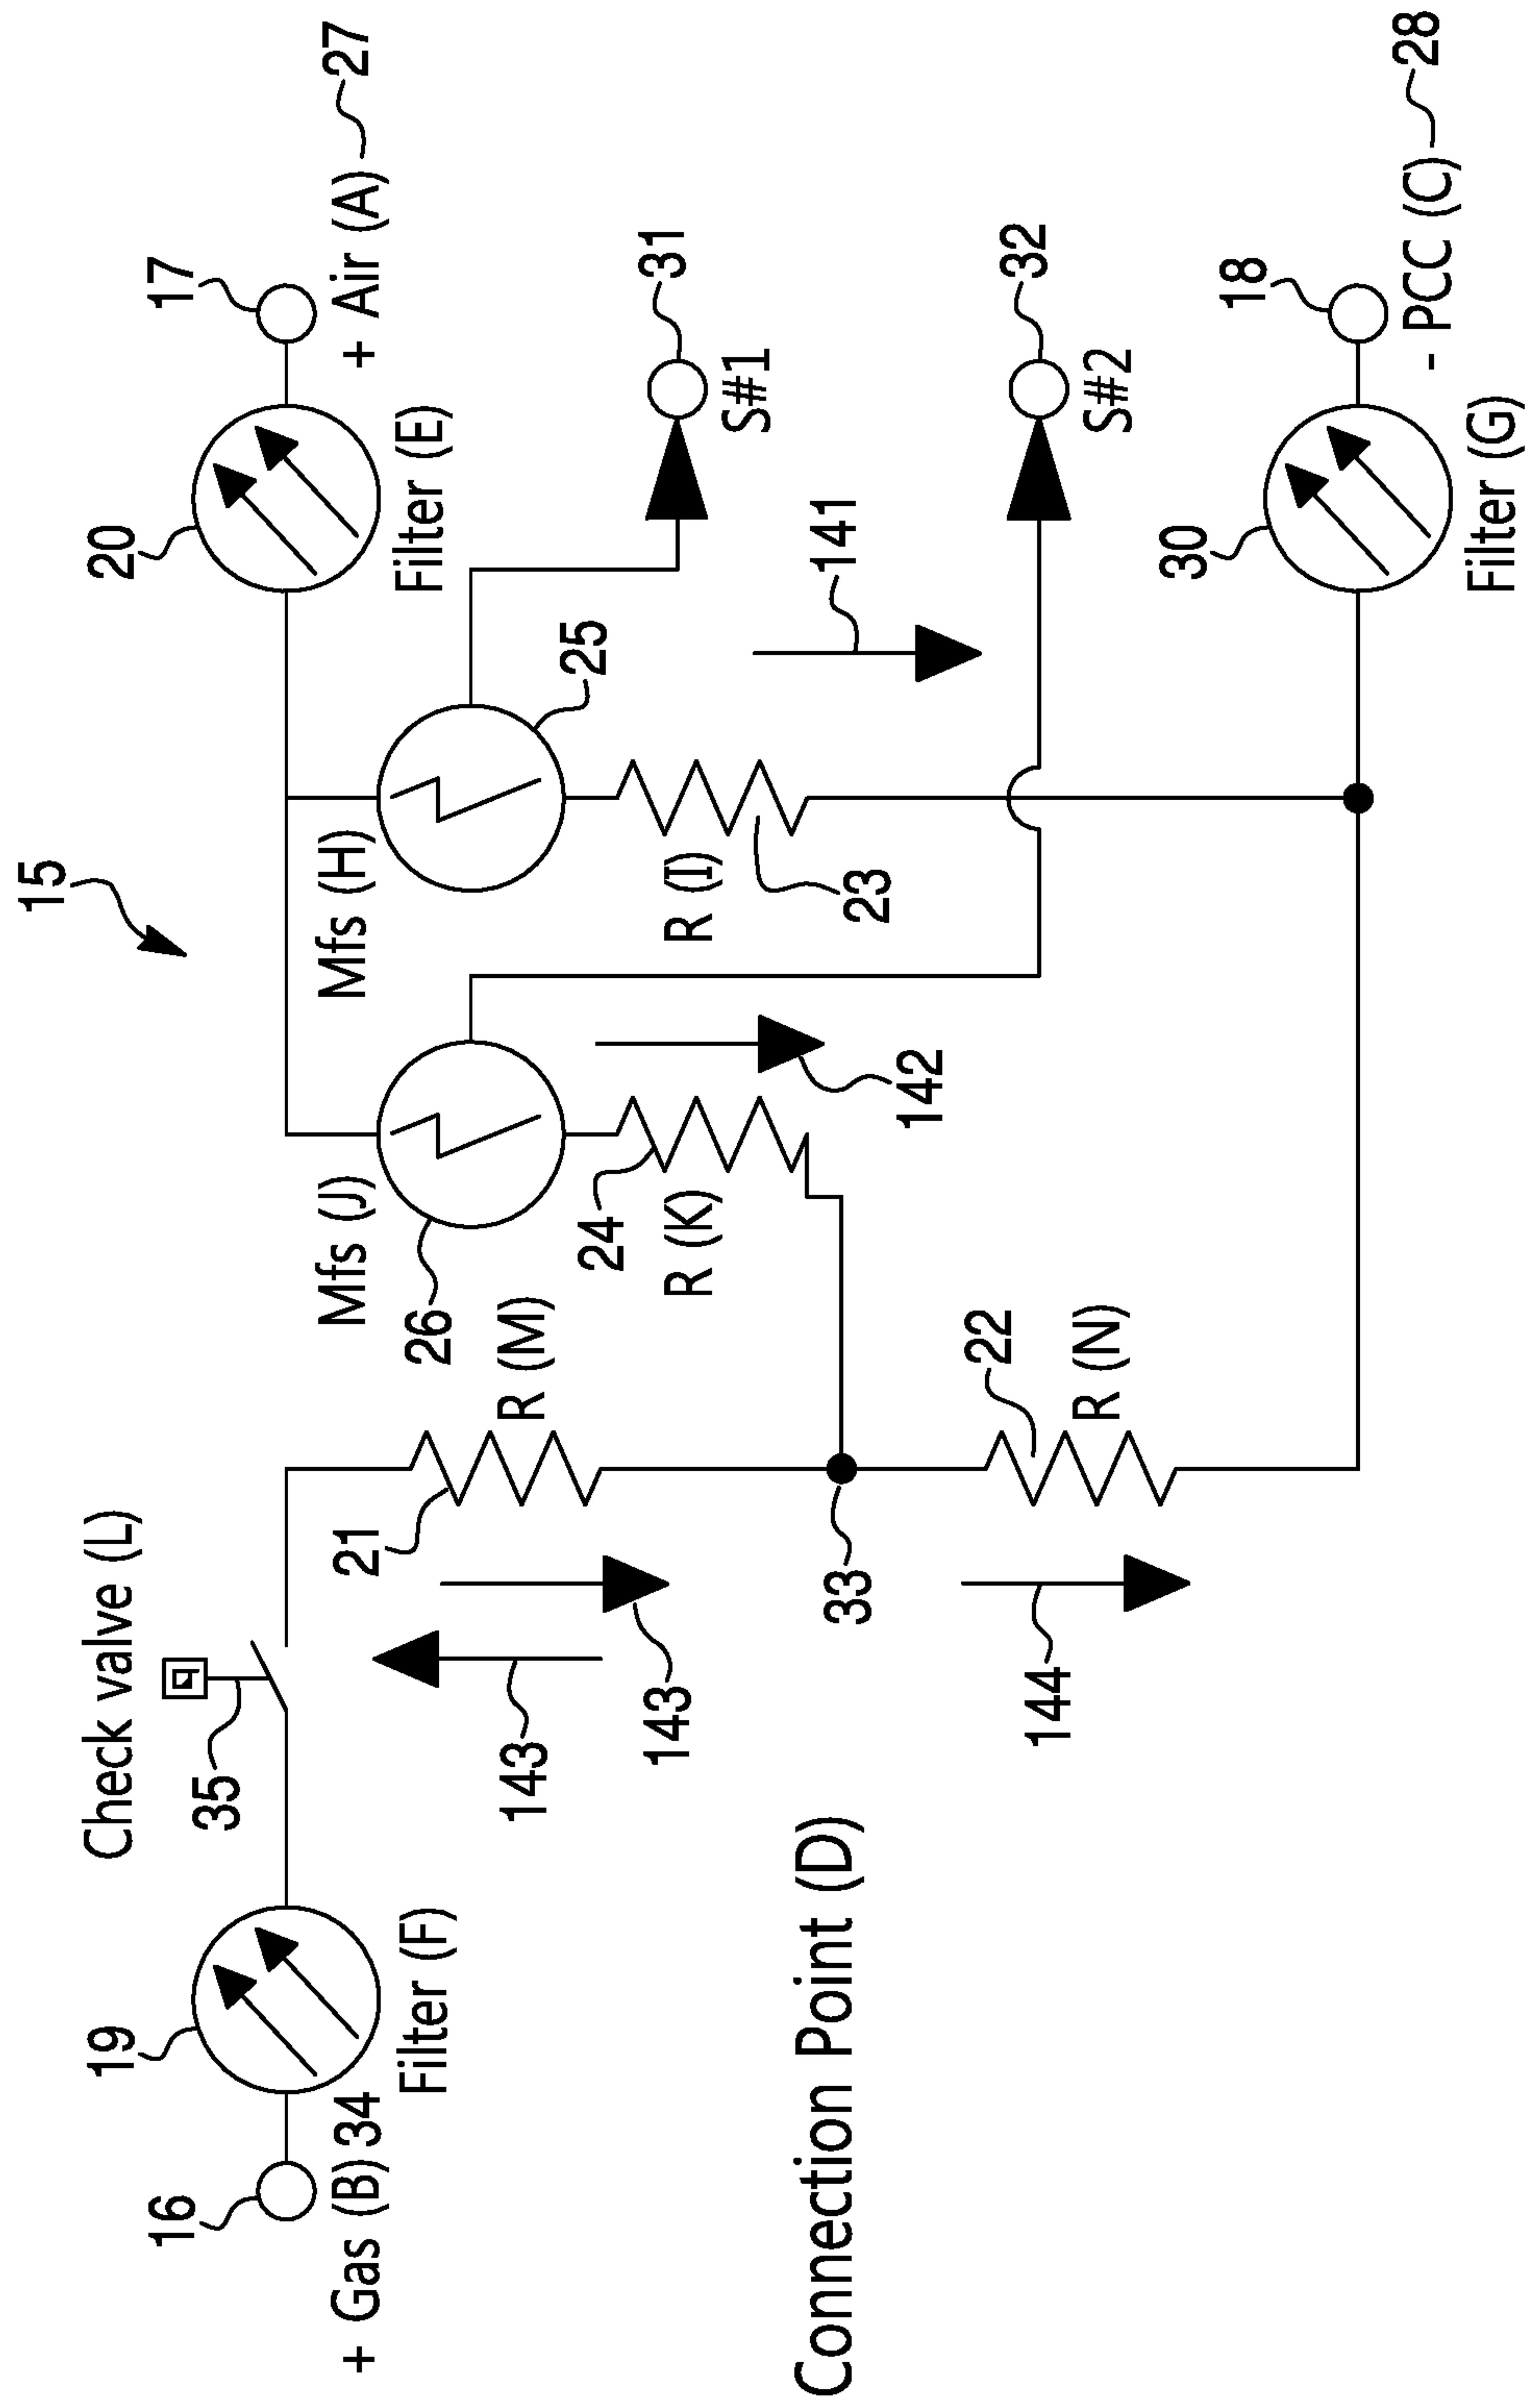 15
16
+ Gas (B) 34
19
Filter (F)
Check valve (L)
35
21
R (M)
143
143
Mfs (J)
26
24
R (K)
142
Mfs (H)
25
R (I)
23
141
20
Filter (E)
17
+ Air (A) 27
31
S#1
32
S#2
Connection Point (D)
33
22
R (N)
144
30
Filter (G)
18
- PCC (C) 28